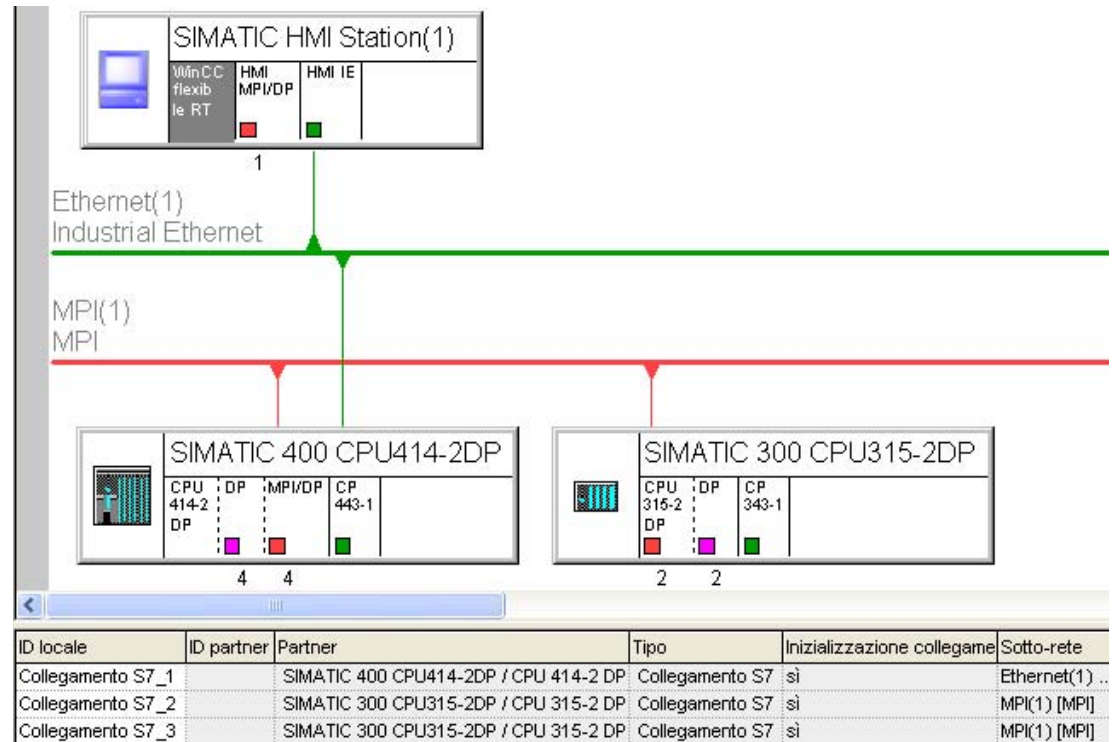 SIMATIC HMI Station(1)
WinCC flexib le RT
HMI MPI/DP
HMI IE
1
Ethernet(1)
Industrial Ethernet
MPI(1)
MPI
SIMATIC 400 CPU414-2DP
CPU 414-2 DP
DP
MPI/DP
CP 443-1
4
4
SIMATIC 300 CPU315-2DP
CPU 315-2 DP
DP
CP 343-1
2
2
ID locale ID partner Partner Tipo Inizializzazione collegame Sotto-rete
Collegamento S7_1 SIMATIC 400 CPU414-2DP / CPU 414-2 DP Collegamento S7 sì Ethernet(1) ..
Collegamento S7_2 SIMATIC 300 CPU315-2DP / CPU 315-2 DP Collegamento S7 sì MPI(1) [MPI]
Collegamento S7_3 SIMATIC 300 CPU315-2DP / CPU 315-2 DP Collegamento S7 sì MPI(1) [MPI]